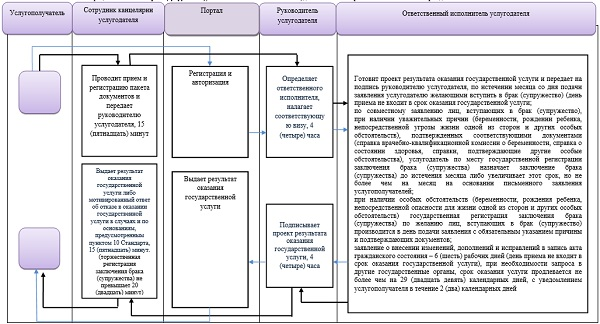 Услугополучатель
Сотрудник канцелярии
услугодателя
Портал
Руководитель
услугодателя
Ответственный исполнитель услугодателя
Проводит прием и
регистрацию пакета
документов и
передает
руководителю
услугодателя, 15
(пятнадцать) минут
Регистрация и
авторизация
Определяет
ответственного
исполнителя,
налагает
соответствующу
ю визу, 4
(четыре) часа
Готовит проект результата оказания государственной услуги и передает на
подпись руководителю услугодателя, по истечении месяца со дня подачи
заявления услугодателю желающими вступить в брак (супружество) (день
приема не входит в срок оказания государственной услуги;
по совместному заявлению лиц, вступающих в брак (супружество),
при наличии уважительных причин (беременности, рождении ребенка,
непосредственной угрозы жизни одной из сторон и других особых
обстоятельств), подтвержденных соответствующими документами
(справка врачебно-квалификационной комиссии о беременности, справка о
состоянии здоровья, справки, подтверждающие другие особые
обстоятельства), услугодатель по месту государственной регистрации
заключения брака (супружества) назначает заключение брака
(супружества) до истечения месяца либо увеличивает этот срок, но не
более чем на месяц на основании письменного заявления
услугополучателей;
при наличии особых обстоятельств (беременности, рождения ребенка,
непосредственной опасности для жизни одной из сторон и других особых
обстоятельств) государственная регистрация заключения брака
(супружества) по желанию лиц, вступающих в брак (супружество)
производится в день подачи заявления с обязательным указанием причины
и подтверждающих документов;
заявление о внесении изменений, дополнений и исправлений в запись акта
гражданского состояния – 6 (шесть) рабочих дней (день приема не входит в
срок оказания государственной услуги), при необходимости запроса в
другие государственные органы, срок оказания услуги продлевается не
более чем на 29 (двадцать девять) календарных дней, с уведомлением
услугополучателя в течение 2 (два) календарных дней
Выдает результат
оказания
государственной
услуги либо
мотивированный ответ
об отказе в оказании
государственной услуги
в случаях и по
основаниям,
предусмотренным
пунктом 10 Стандарта,
15 (пятнадцать) минут.
(торжественная
регистрация
заключения брака
(супружества) не
превышает 20
(двадцать) минут)
Выдает результат
оказания
государственной
услуги
Подписывает
проект результата
оказания
государственной
услуги, 4
(четыре) часа